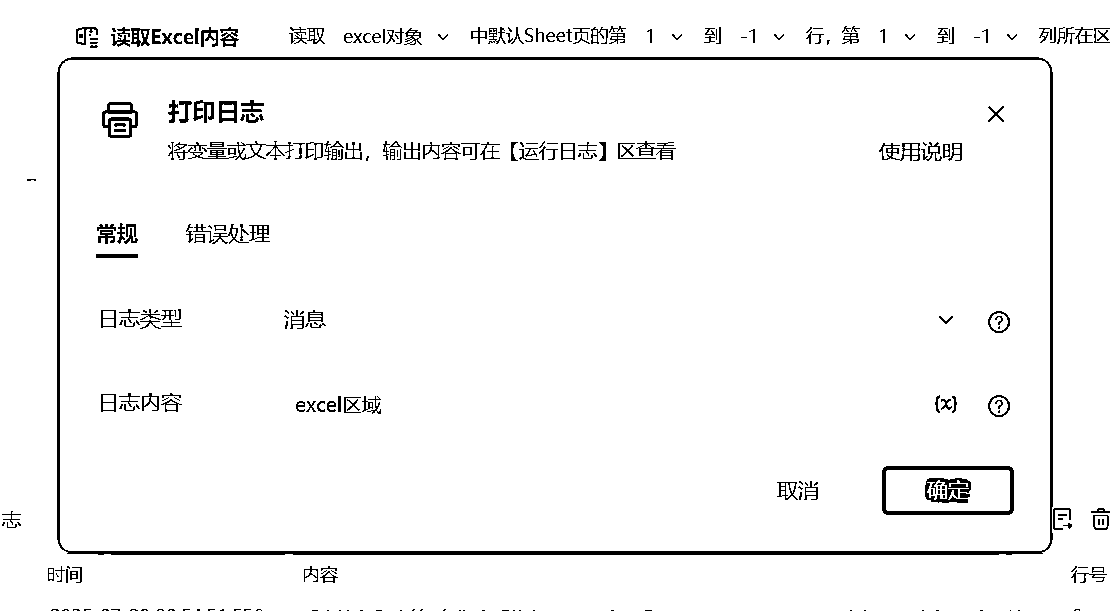 读取Excel内容 读取 excel对象 中默认Sheet页的第 1 到 -1 行，第 1 到 -1 列所在区
打印日志
将变量或文本打印输出，输出内容可在【运行日志】区查看 使用说明
常规 错误处理
日志类型 消息
日志内容 excel区域 {x}
取消 确定
志
时间 内容 行号